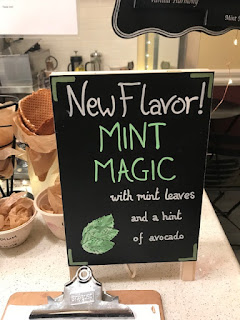 New Flavor!
MINT
MAGIC
with mint leaves
and a hint
of avocado